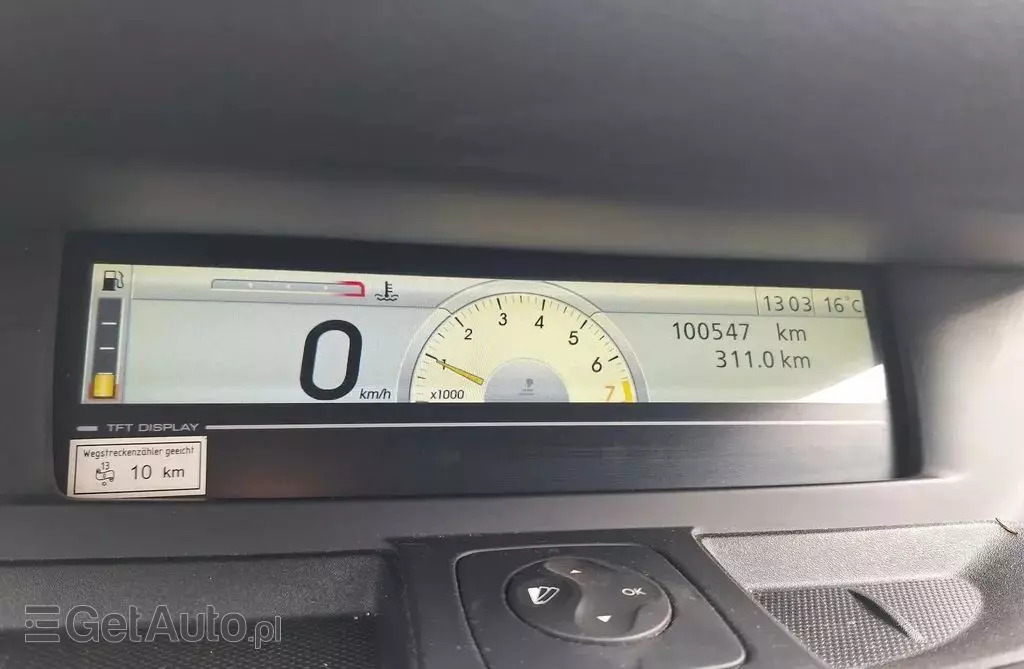 13 03 16°C
0 km/h
1 2 3 4 5 6 7
x1000
P
100547 km
311.0 km
TFT DISPLAY
Wegstreckenzähler geeicht
13
10 km
OK
GetAuto.pl